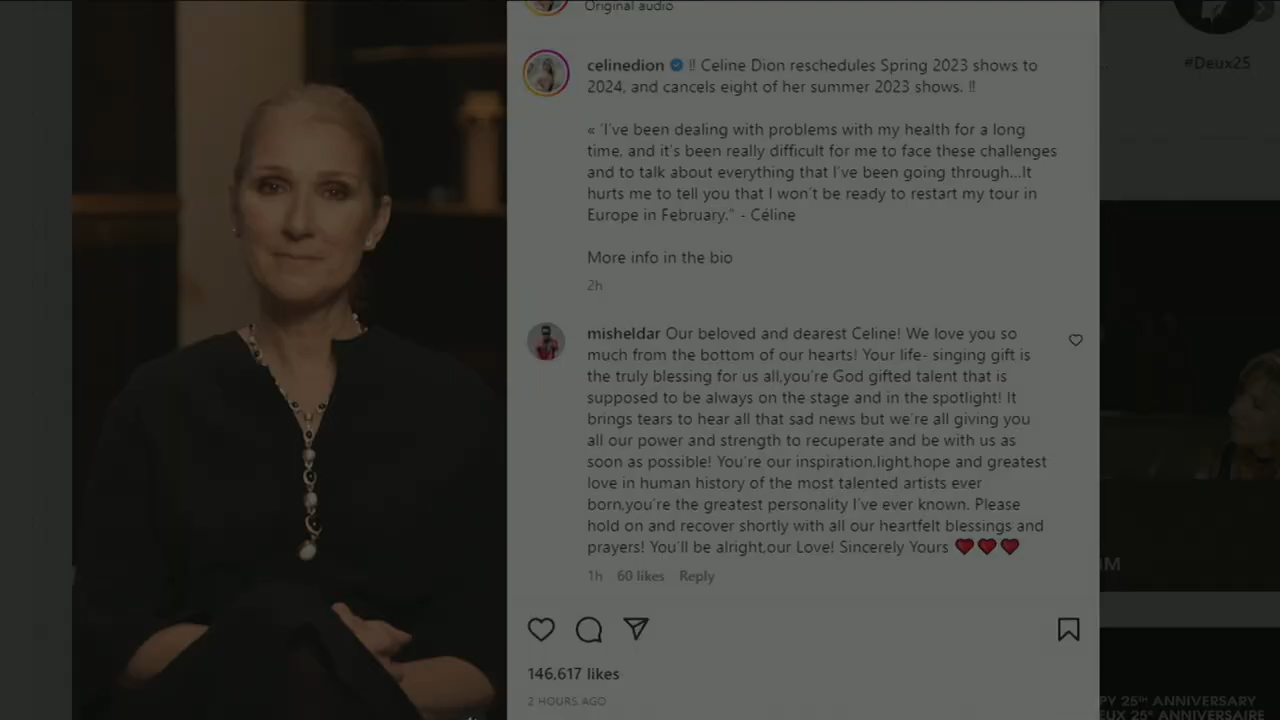 Original audio
celinedion ‼ Celine Dion reschedules Spring 2023 shows to
2024, and cancels eight of her summer 2023 shows. ‼
« ´I've been dealing with problems with my health for a long
time, and it's been really difficult for me to face these challenges
and to talk about everything that I've been going through...It
hurts me to tell you that I won't be ready to restart my tour in
Europe in February.” - Céline
More info in the bio
2h
misheldar Our beloved and dearest Celine! We love you so
much from the bottom of our hearts! Your life- singing gift is
the truly blessing for us all,you're God gifted talent that is
supposed to be always on the stage and in the spotlight! It
brings tears to hear all that sad news but we're all giving you
all our power and strength to recuperate and be with us as
soon as possible! You're our inspiration,light,hope and greatest
love in human history of the most talented artists ever
born,you're the greatest personality I've ever known. Please
hold on and recover shortly with all our heartfelt blessings and
prayers! You'll be alright,our Love! Sincerely Yours ❤️❤️❤️
1h 60 likes Reply
146,617 likes
2 HOURS AGO
#Deux25
PY 25TH ANNIVERSARY
EUX 25E ANNIVERSAIRE